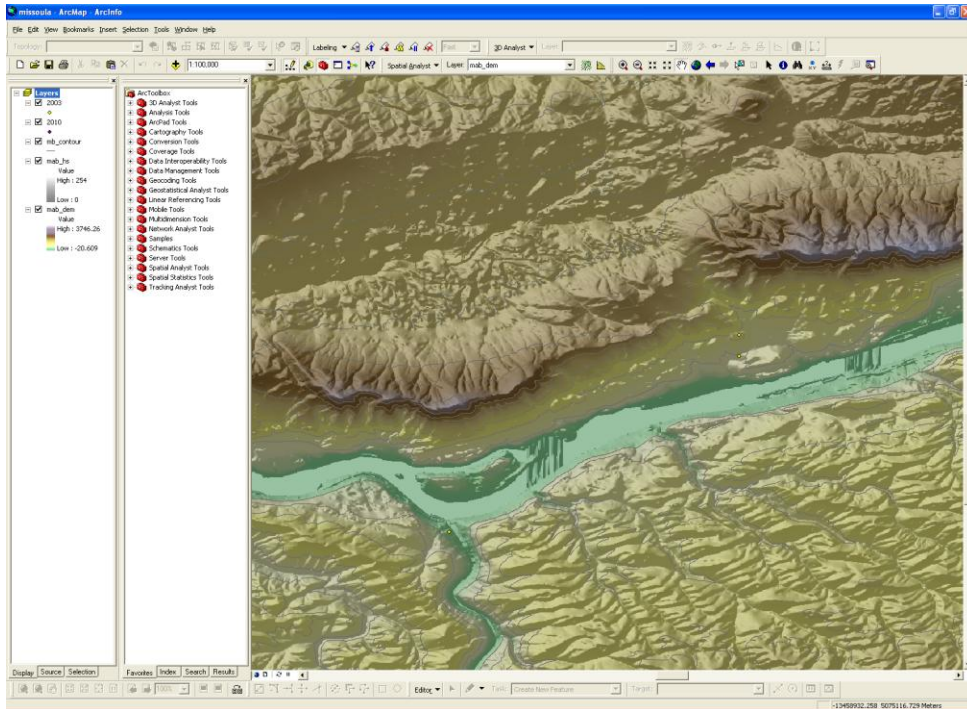 missoula - ArcMap - ArcInfo
File Edit View Bookmarks Insert Selection Tools Window Help
Topology: Labeling Fast 3D Analyst Layer:
1:100,000 Spatial Analyst Layer: mab_dem
Layers
2003
2010
mb_contour
mab_hs
Value
High : 254
Low : 0
mab_dem
Value
High : 3746.26
Low : -20.609
ArcToolbox
3D Analyst Tools
Analysis Tools
ArcPad Tools
Cartography Tools
Conversion Tools
Coverage Tools
Data Interoperability Tools
Data Management Tools
Geocoding Tools
Geostatistical Analyst Tools
Linear Referencing Tools
Mobile Tools
Multidimension Tools
Network Analyst Tools
Samples
Schematics Tools
Server Tools
Spatial Analyst Tools
Spatial Statistics Tools
Tracking Analyst Tools
Display Source Selection
Favorites Index Search Results
100% Editor Task: Create New Feature Target:
-13458932.258 5075116.729 Meters